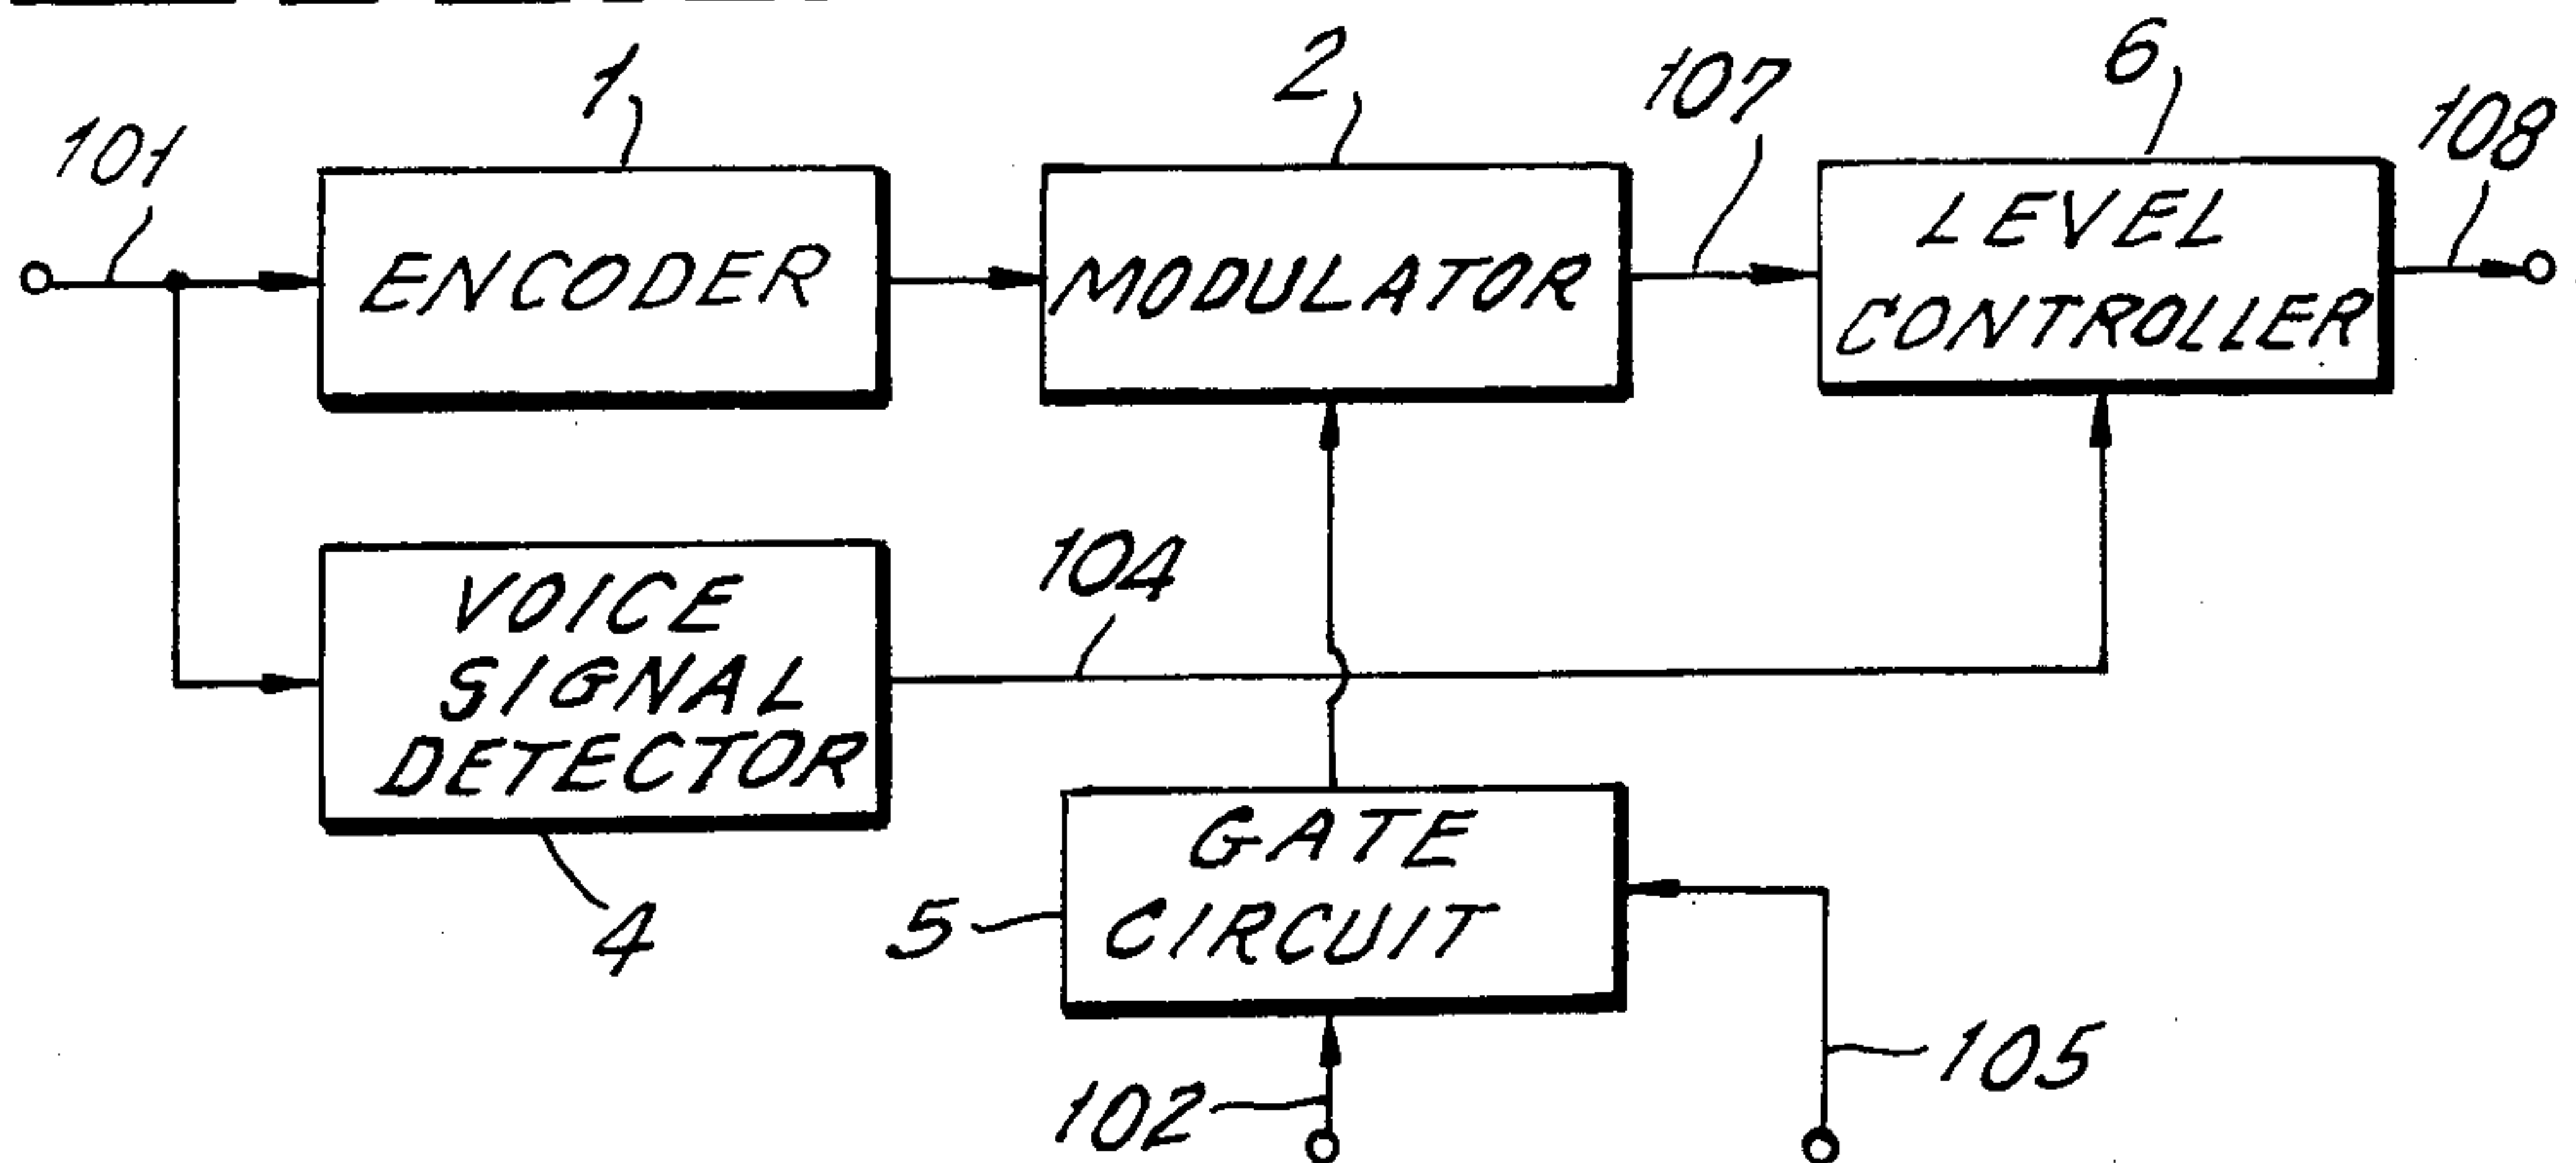 1
2
6
101
107
108
ENCODER
MODULATOR
LEVEL
CONTROLLER
VOICE
SIGNAL
DETECTOR
104
4
GATE
CIRCUIT
5
102
105